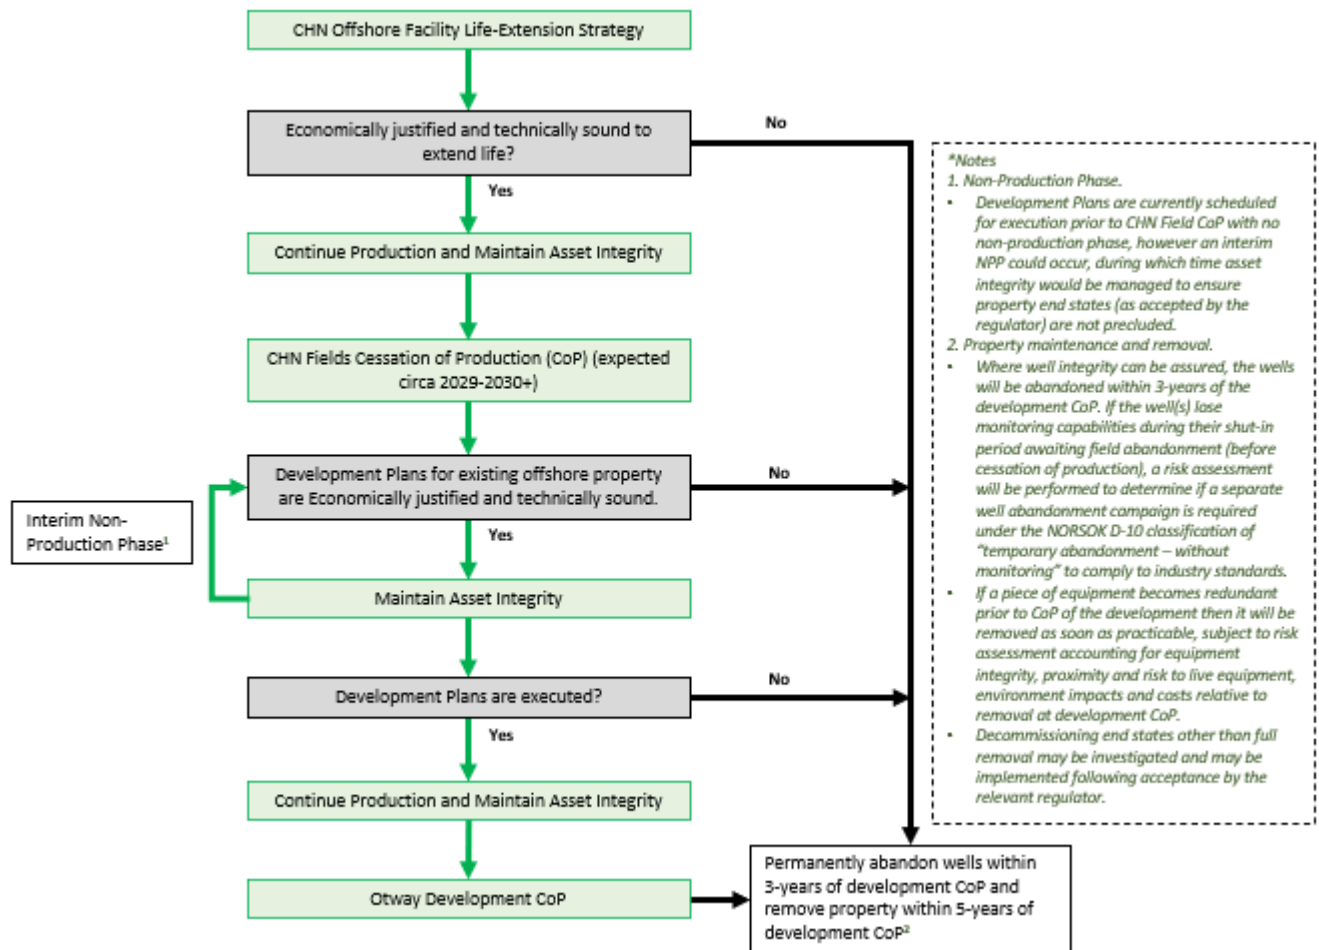 CHN Offshore Facility Life-Extension Strategy
Economically justified and technically sound to
extend life?
No
Yes
Continue Production and Maintain Asset Integrity
CHN Fields Cessation of Production (CoP) (expected
circa 2029-2030+)
Development Plans for existing offshore property
are Economically justified and technically sound.
No
Yes
Interim Non-
Production Phase¹
Maintain Asset Integrity
Development Plans are executed?
No
Yes
Continue Production and Maintain Asset Integrity
Otway Development CoP
Permanently abandon wells within
3-years of development CoP and
remove property within 5-years of
development CoP²
*Notes
1. Non-Production Phase.
• Development Plans are currently scheduled
for execution prior to CHN Field CoP with no
non-production phase, however an interim
NPP could occur, during which time asset
integrity would be managed to ensure
property end states (as accepted by the
regulator) are not precluded.
2. Property maintenance and removal.
• Where well integrity can be assured, the wells
will be abandoned within 3-years of the
development CoP. If the well(s) lose
monitoring capabilities during their shut-in
period awaiting field abandonment (before
cessation of production), a risk assessment
will be performed to determine if a separate
well abandonment campaign is required
under the NORSOK D-10 classification of
"temporary abandonment – without
monitoring" to comply to industry standards.
• If a piece of equipment becomes redundant
prior to CoP of the development then it will be
removed as soon as practicable, subject to risk
assessment accounting for equipment
integrity, proximity and risk to live equipment,
environment impacts and costs relative to
removal at development CoP.
• Decommissioning end states other than full
removal may be investigated and may be
implemented following acceptance by the
relevant regulator.